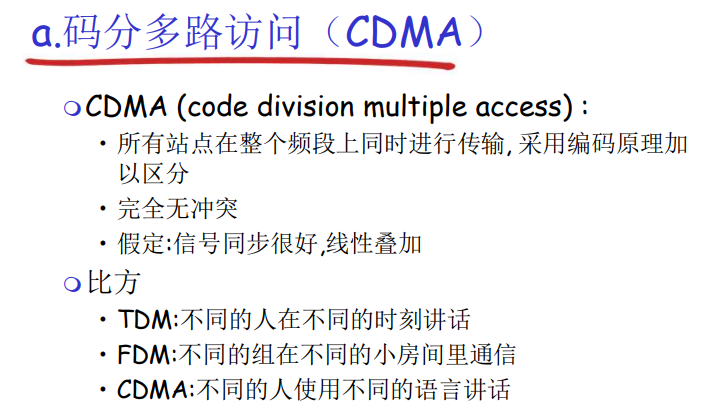 a.码分多路访问（CDMA）
CDMA (code division multiple access) :
• 所有站点在整个频段上同时进行传输, 采用编码原理加
以区分
• 完全无冲突
• 假定:信号同步很好,线性叠加
比方
• TDM:不同的人在不同的时刻讲话
• FDM:不同的组在不同的小房间里通信
• CDMA:不同的人使用不同的语言讲话